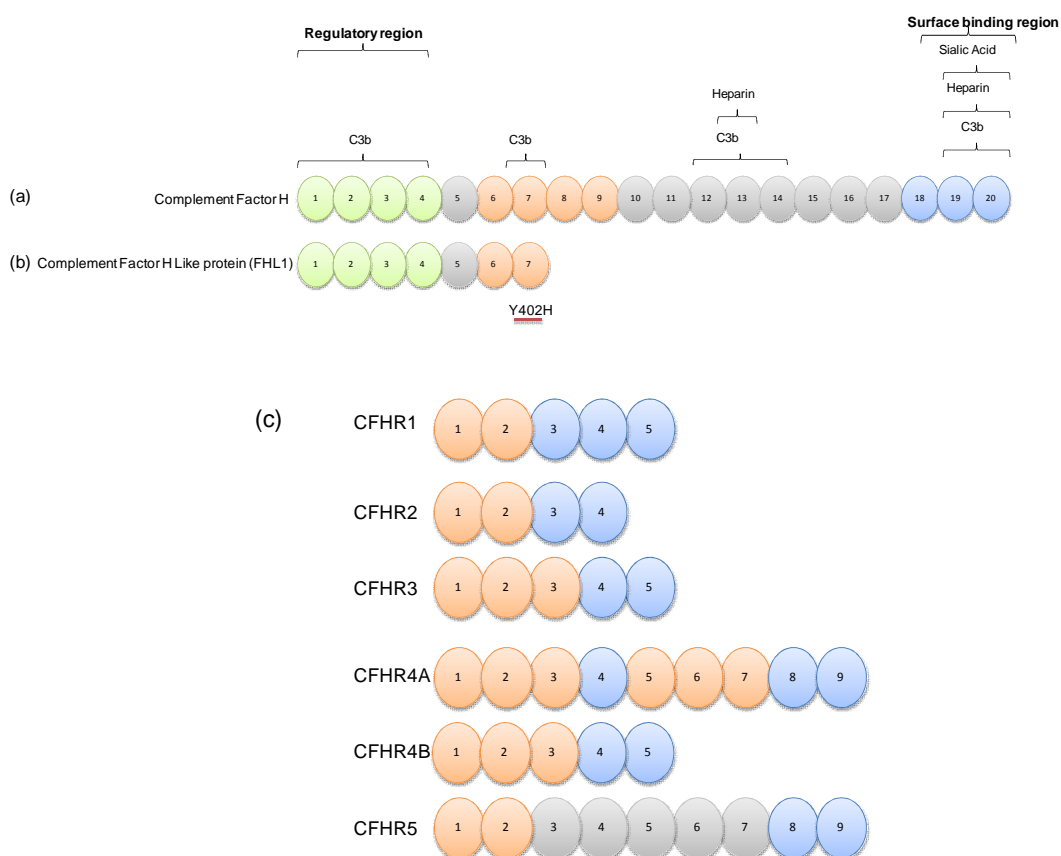 Regulatory region
Surface binding region
Sialic Acid
Heparin
Heparin
C3b
C3b
C3b
C3b
(a) Complement Factor H 1 2 3 4 5 6 7 8 9 10 11 12 13 14 15 16 17 18 19 20
(b) Complement Factor H Like protein (FHL1) 1 2 3 4 5 6 7
Y402H
(c) CFHR1 1 2 3 4 5
CFHR2 1 2 3 4
CFHR3 1 2 3 4 5
CFHR4A 1 2 3 4 5 6 7 8 9
CFHR4B 1 2 3 4 5
CFHR5 1 2 3 4 5 6 7 8 9